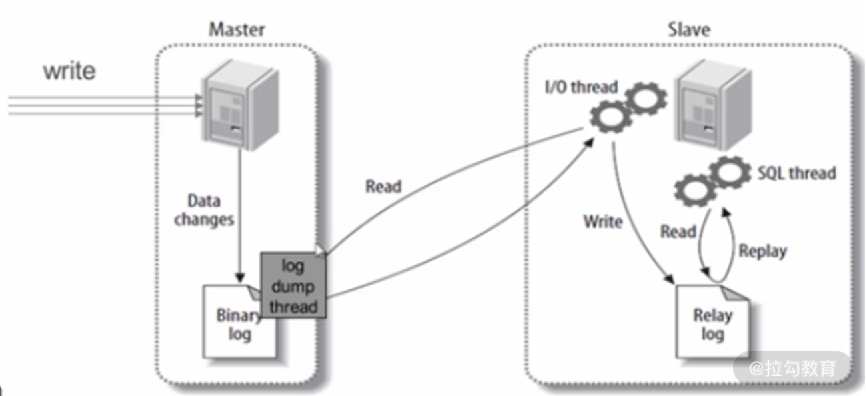 Master
Slave
write
I/O thread
SQL thread
Read
Data
changes
Write
Read
Replay
log
dump
thread
Binary
log
Relay
log
@拉勾教育